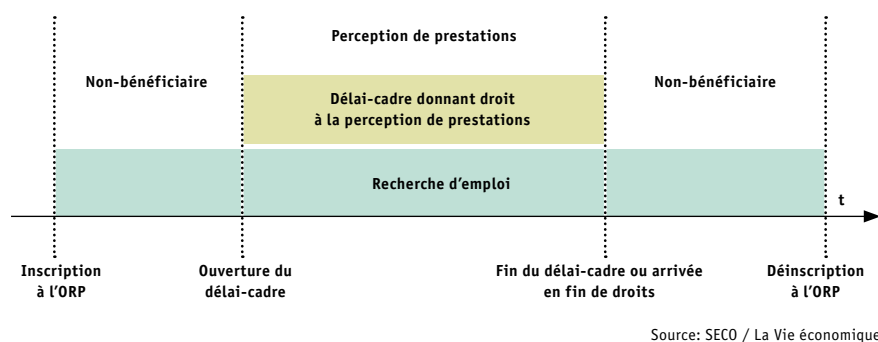 Perception de prestations
Non-bénéficiaire
Non-bénéficiaire
Délai-cadre donnant droit
à la perception de prestations
Recherche d’emploi
t
Inscription
à l’ORP
Ouverture du
délai-cadre
Fin du délai-cadre ou arrivée
en fin de droits
Déinscription
à l’ORP
Source: SECO / La Vie économique